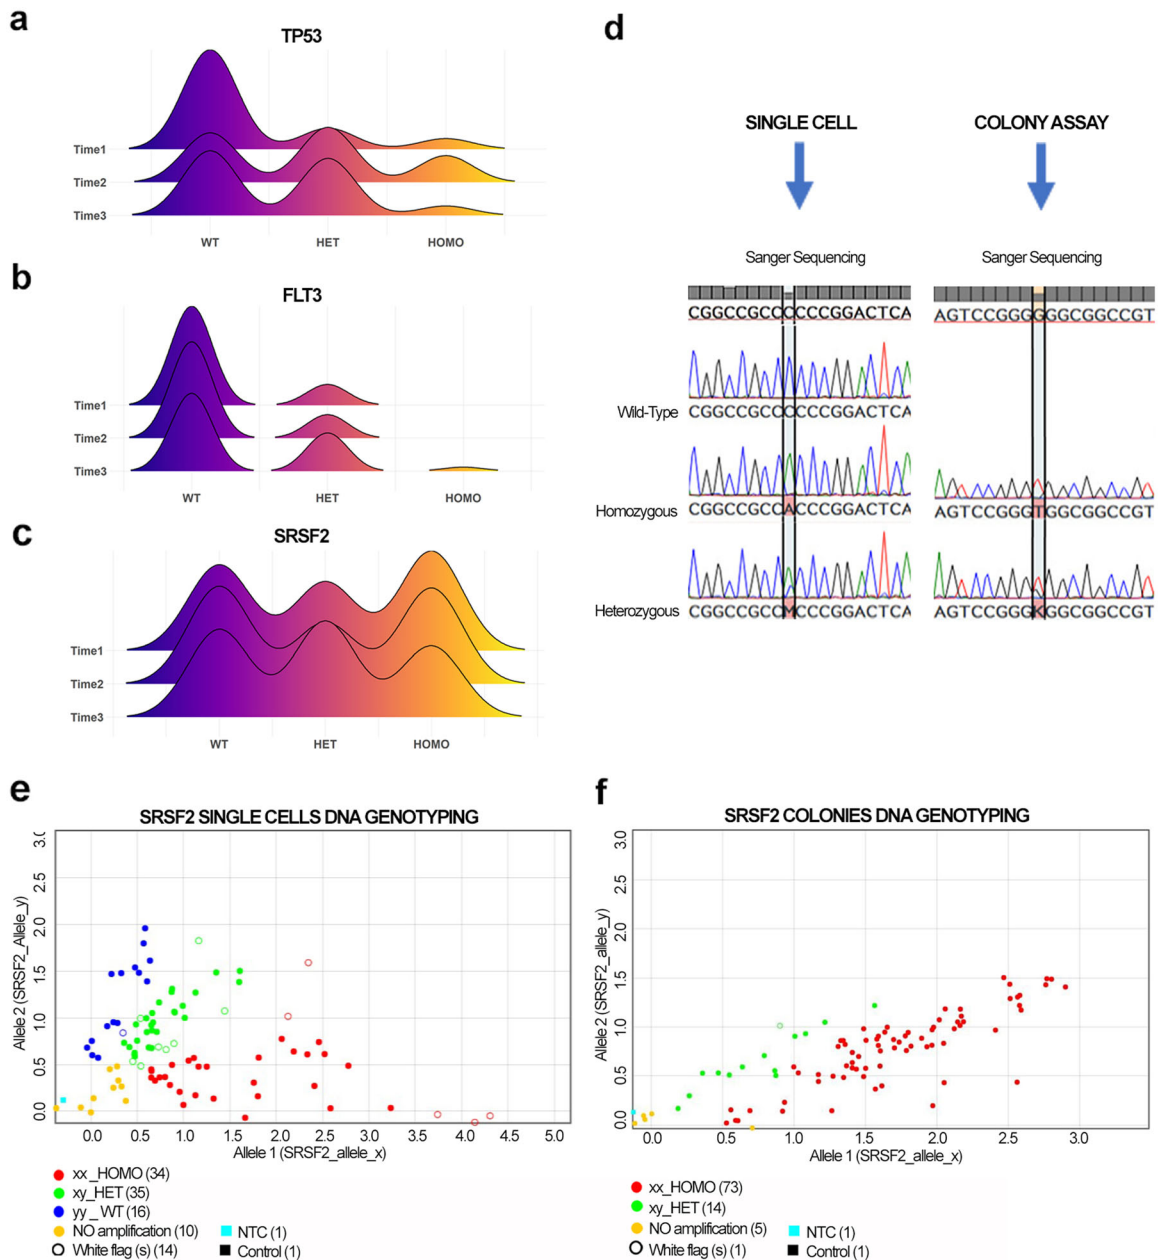 a
TP53
Time1
Time2
Time3
WT HET HOMO
b
FLT3
Time1
Time2
Time3
WT HET HOMO
c
SRSF2
Time1
Time2
Time3
WT HET HOMO
d
SINGLE CELL COLONY ASSAY
Sanger Sequencing Sanger Sequencing
CGGCCGCCCCCCGGACTCA AGTCCGGGGGGCGGCCGT
Wild-Type CGGCCGCCCCCCGGACTCA
Homozygous CGGCCGCCACCCGGACTCA AGTCCGGGTGGCGGCCGT
Heterozygous CGGCCGCCMCCCGGACTCA AGTCCGGGKGGCGGCCGT
e
SRSF2 SINGLE CELLS DNA GENOTYPING
Allele 2 (SRSF2_Allele_y)
3.0
2.5
2.0
1.5
1.0
0.5
0.0
0.0 0.5 1.0 1.5 2.0 2.5 3.0 3.5 4.0 4.5 5.0
Allele 1 (SRSF2_allele_x)
xx_HOMO (34)
xy_HET (35)
yy_WT (16)
NO amplification (10) NTC (1)
White flag (s) (14) Control (1)
f
SRSF2 COLONIES DNA GENOTYPING
Allele 2 (SRSF2_allele_y)
3.0
2.5
2.0
1.5
1.0
0.5
0.0
0.0 0.5 1.0 1.5 2.0 2.5 3.0
Allele 1 (SRSF2_allele_x)
xx_HOMO (73)
xy_HET (14)
NO amplification (5) NTC (1)
White flag (s) (1) Control (1)